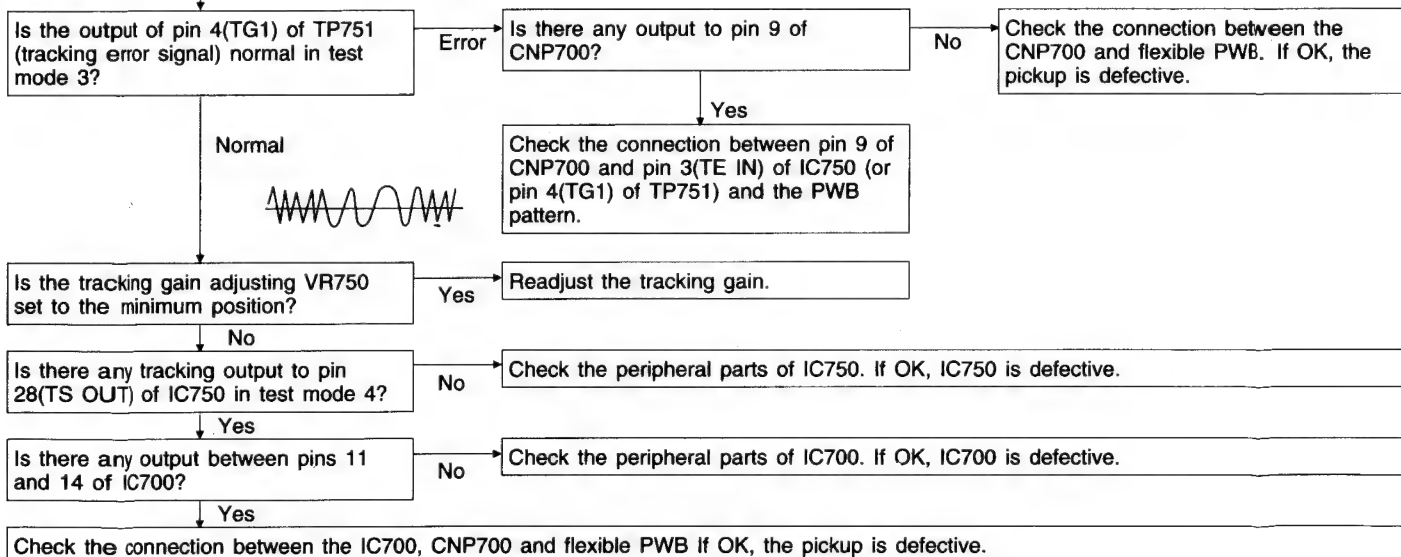 Is the output of pin 4(TG1) of TP751
(tracking error signal) normal in test
mode 3?
Error
Is there any output to pin 9 of
CNP700?
No
Check the connection between the
CNP700 and flexible PWB. If OK, the
pickup is defective.
Yes
Check the connection between pin 9 of
CNP700 and pin 3(TE IN) of IC750 (or
pin 4(TG1) of TP751) and the PWB
pattern.
Normal
Is the tracking gain adjusting VR750
set to the minimum position?
Yes
Readjust the tracking gain.
No
Is there any tracking output to pin
28(TS OUT) of IC750 in test mode 4?
No
Check the peripheral parts of IC750. If OK, IC750 is defective.
Yes
Is there any output between pins 11
and 14 of IC700?
No
Check the peripheral parts of IC700. If OK, IC700 is defective.
Yes
Check the connection between the IC700, CNP700 and flexible PWB If OK, the pickup is defective.